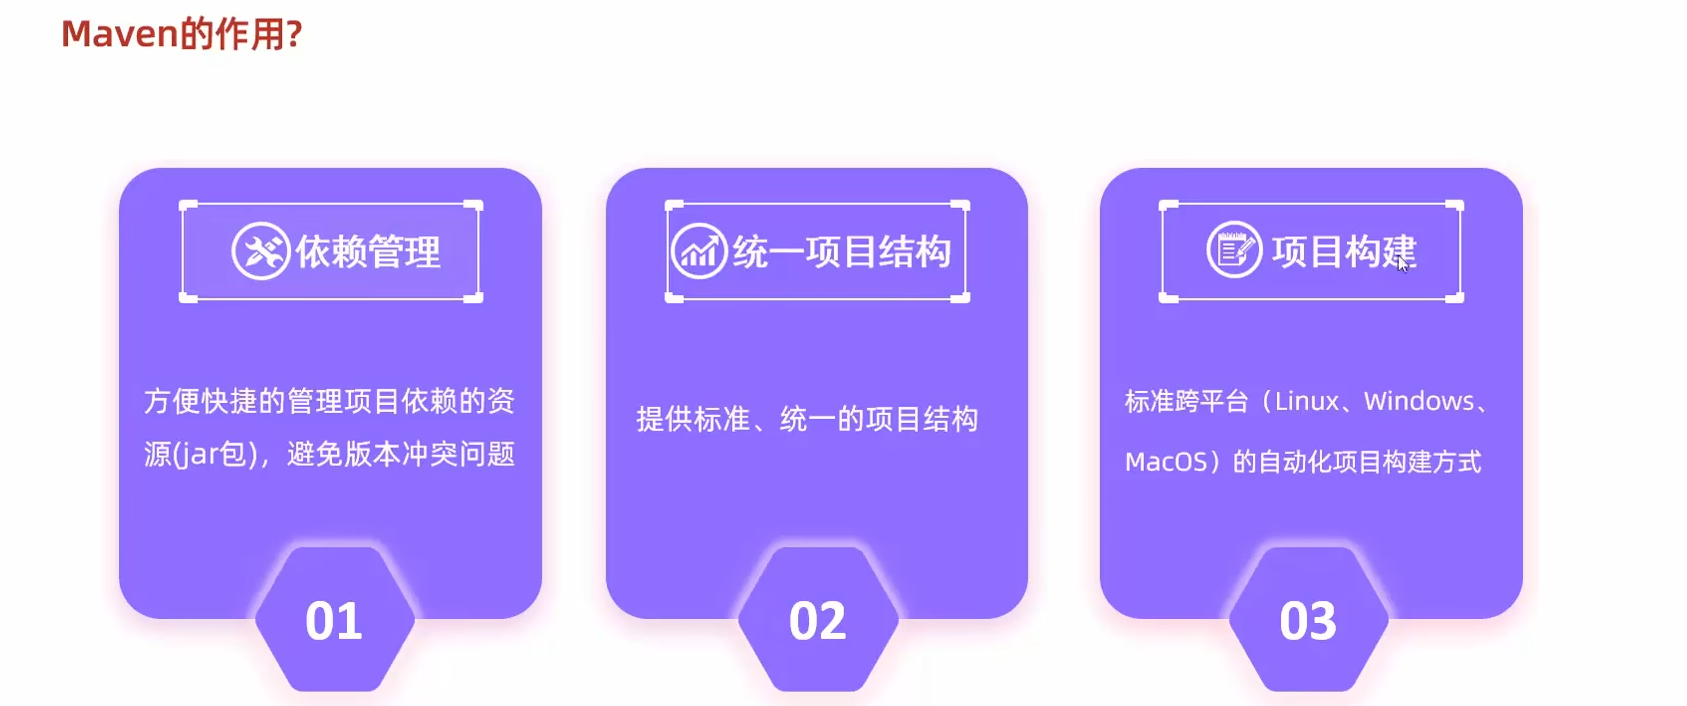 Maven的作用?
依赖管理
方便快捷的管理项目依赖的资
源(jar包)，避免版本冲突问题
01
统一项目结构
提供标准、统一的项目结构
02
项目构建
标准跨平台（Linux、Windows、
MacOS）的自动化项目构建方式
03